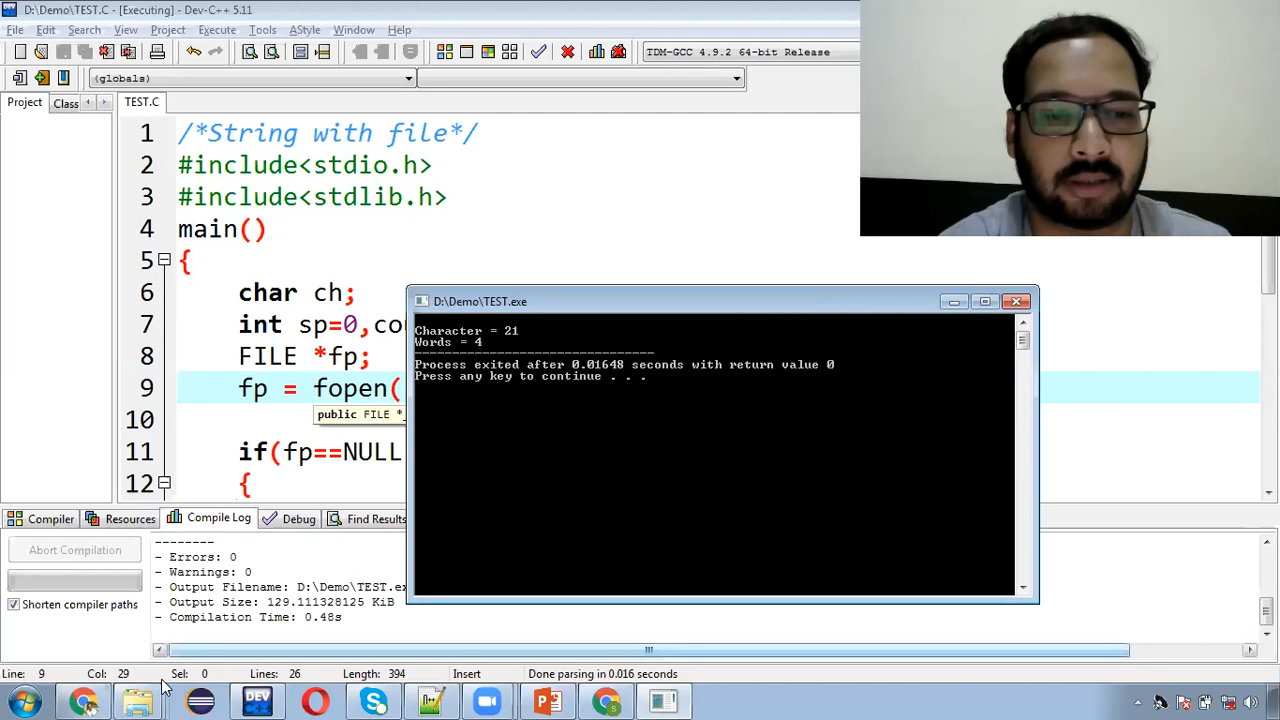 D:\Demo\TEST.C - [Executing] - Dev-C++ 5.11
File Edit Search View Project Execute Tools AStyle Window Help
TDM-GCC 4.9.2 64-bit Release
(globals)
Project Class TEST.C
1 /*String with file*/
2 #include<stdio.h>
3 #include<stdlib.h>
4 main()
5 {
6 char ch;
7 int sp=0,co
8 FILE *fp;
9 fp = fopen(
10
public FILE *
11 if(fp==NULL
12 {
D:\Demo\TEST.exe
Character = 21
Words = 4
--------------------------------
Process exited after 0.01648 seconds with return value 0
Press any key to continue . . .
Compiler Resources Compile Log Debug Find Results
Abort Compilation
Shorten compiler paths
--------
- Errors: 0
- Warnings: 0
- Output Filename: D:\Demo\TEST.ex
- Output Size: 129.111328125 KiB
- Compilation Time: 0.48s
Line: 9 Col: 29 Sel: 0 Lines: 26 Length: 394 Insert Done parsing in 0.016 seconds
DEV C++